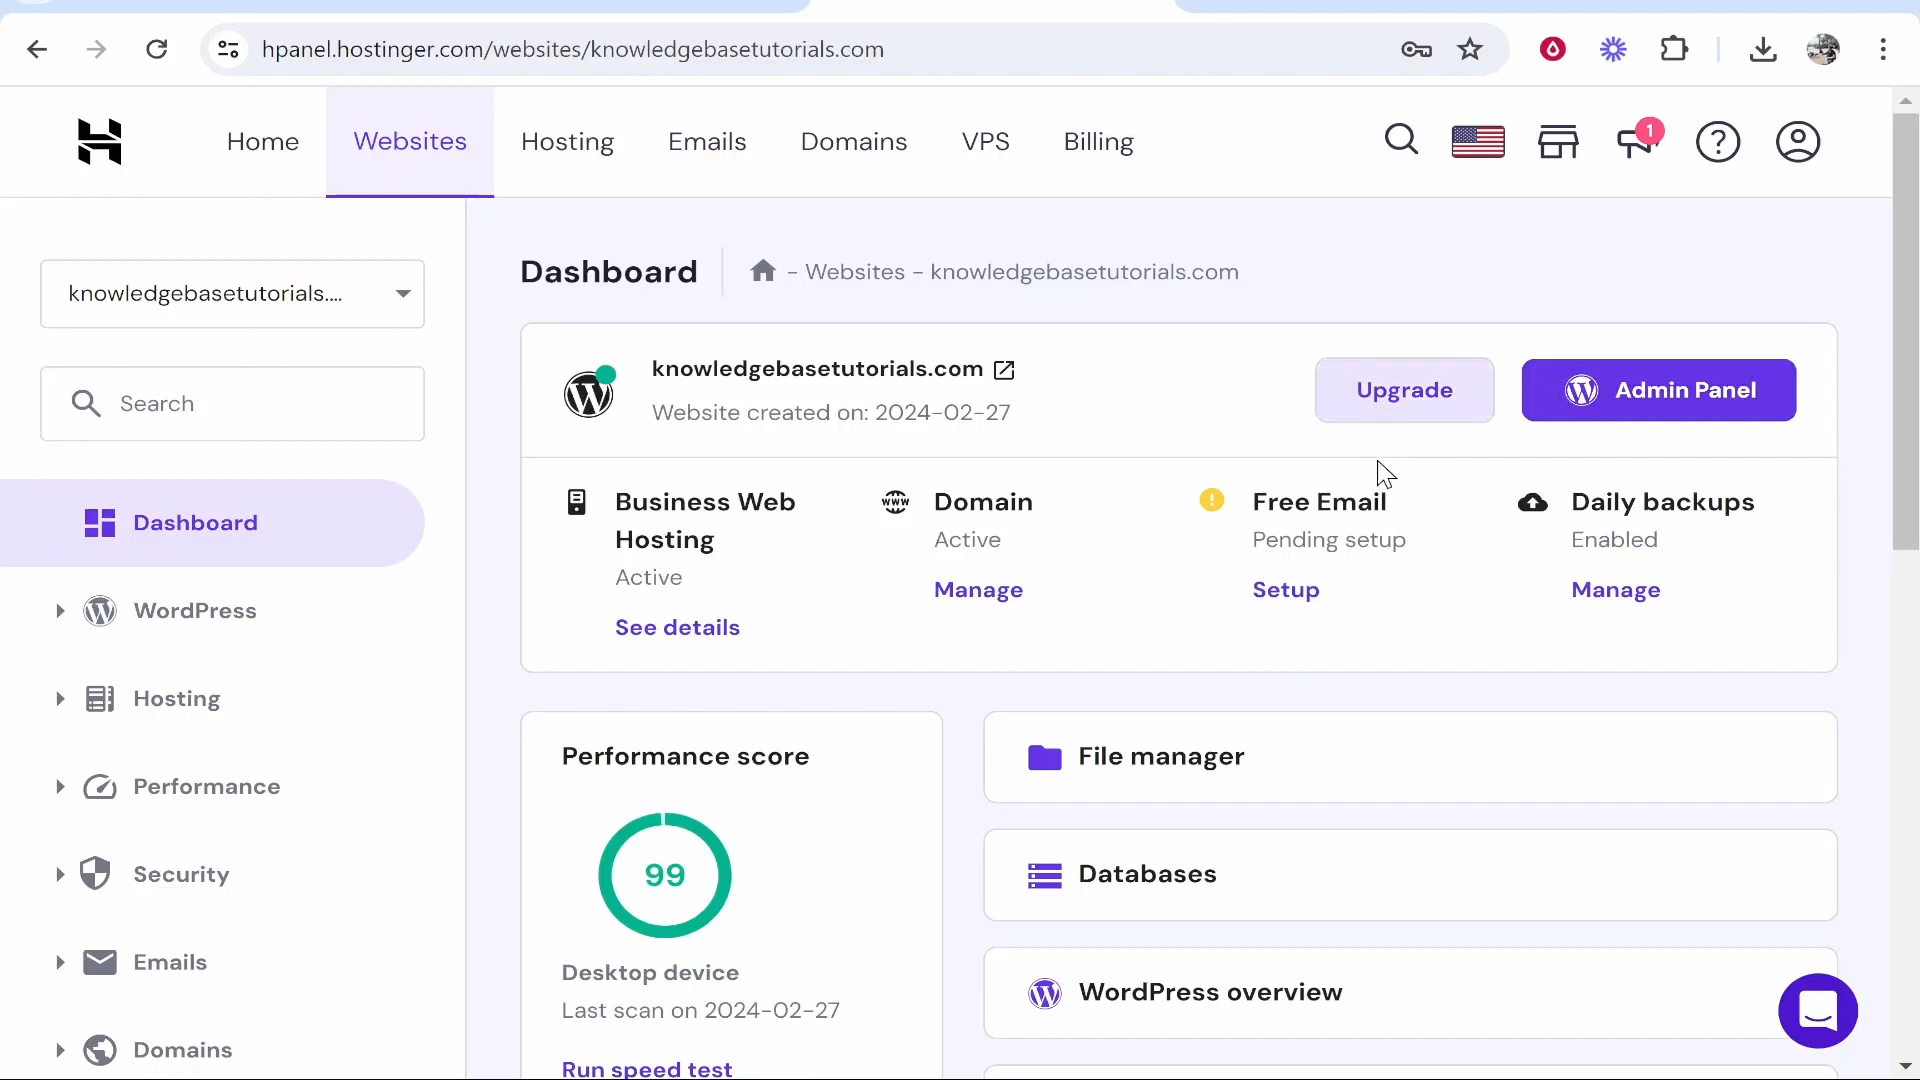 hpanel.hostinger.com/websites/knowledgebasetutorials.com
Home
Websites
Hosting
Emails
Domains
VPS
Billing
1
knowledgebasetutorials....
Search
Dashboard
WordPress
Hosting
Performance
Security
Emails
Domains
Dashboard
- Websites - knowledgebasetutorials.com
knowledgebasetutorials.com
Website created on: 2024-02-27
Upgrade
Admin Panel
Business Web
Hosting
Active
See details
www
Domain
Active
Manage
Free Email
Pending setup
Setup
Daily backups
Enabled
Manage
Performance score
99
Desktop device
Last scan on 2024-02-27
Run speed test
File manager
Databases
WordPress overview